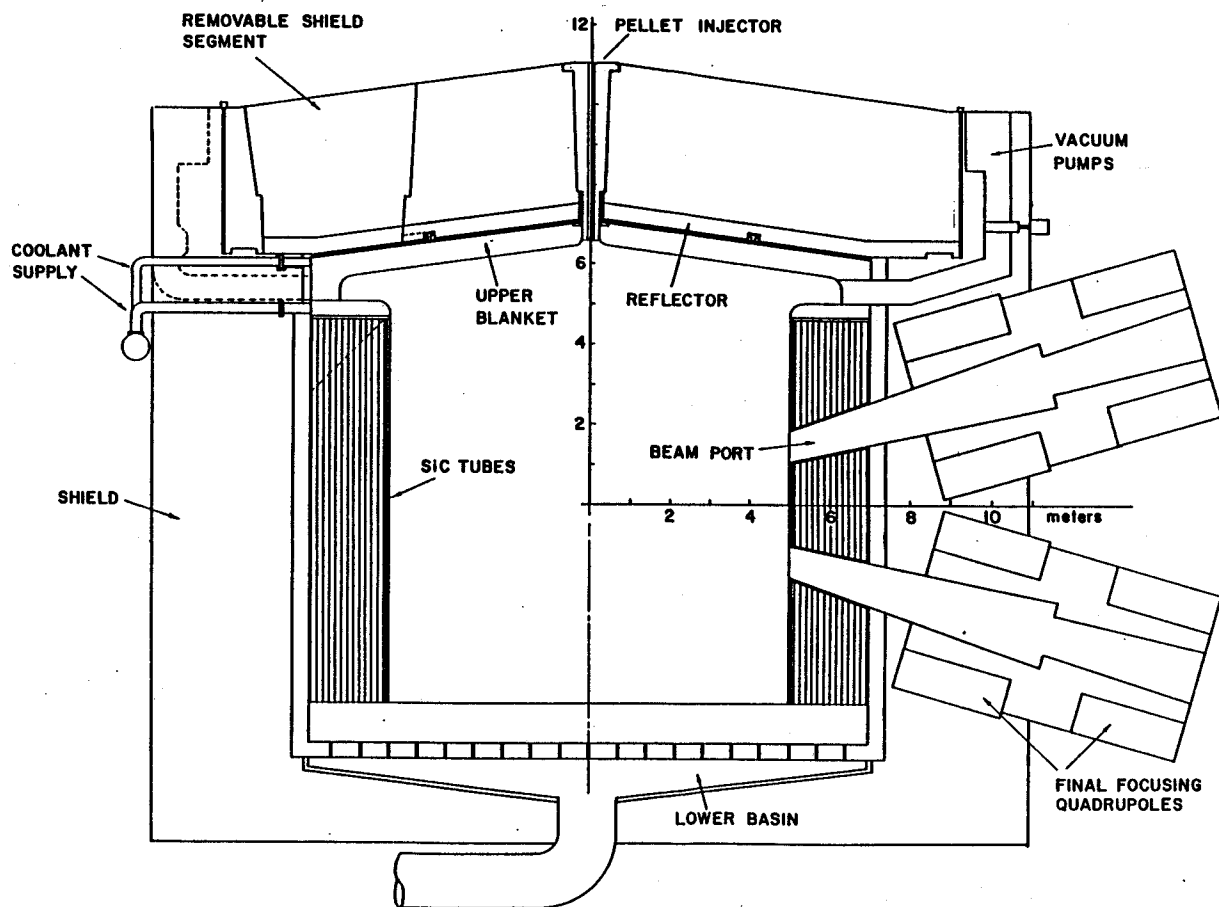 REMOVABLE SHIELD
SEGMENT
12
PELLET INJECTOR
VACUUM
PUMPS
COOLANT
SUPPLY
6
UPPER
BLANKET
REFLECTOR
4
2
BEAM PORT
SiC TUBES
SHIELD
2
4
6
8
10
meters
LOWER BASIN
FINAL FOCUSING
QUADRUPOLES